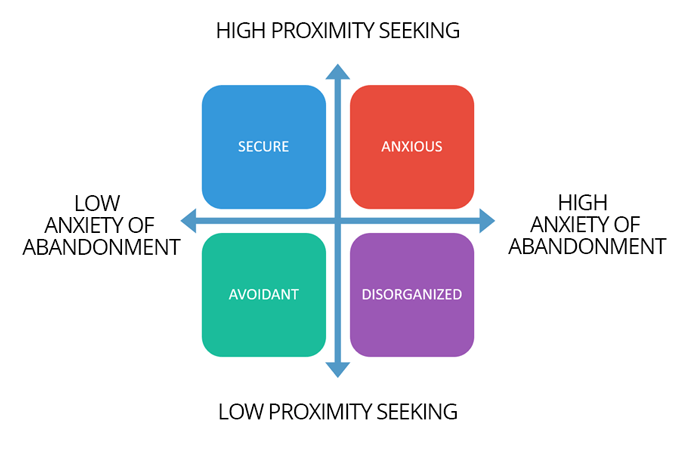 HIGH PROXIMITY SEEKING
SECURE
ANXIOUS
LOW
ANXIETY OF
ABANDONMENT
HIGH
ANXIETY OF
ABANDONMENT
AVOIDANT
DISORGANIZED
LOW PROXIMITY SEEKING